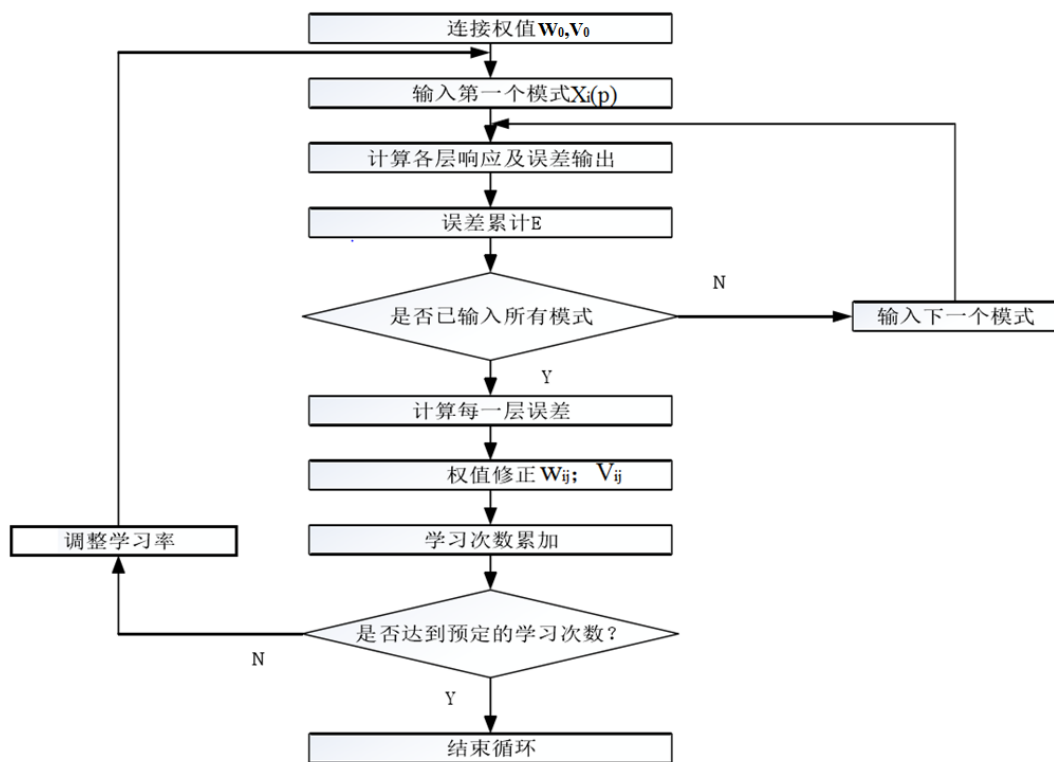 连接权值W₀,V₀
输入第一个模式Xᵢ(p)
计算各层响应及误差输出
误差累计E
是否已输入所有模式
N
输入下一个模式
Y
计算每一层误差
权值修正Wᵢⱼ； Vᵢⱼ
学习次数累加
调整学习率
是否达到预定的学习次数？
N
Y
结束循环